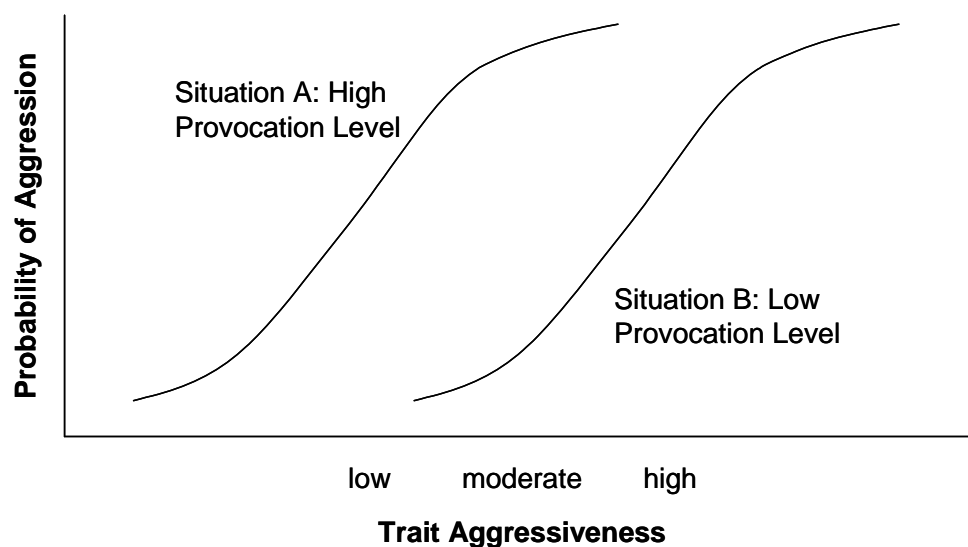 Probability of Aggression
Situation A: High
Provocation Level
Situation B: Low
Provocation Level
low moderate high
Trait Aggressiveness